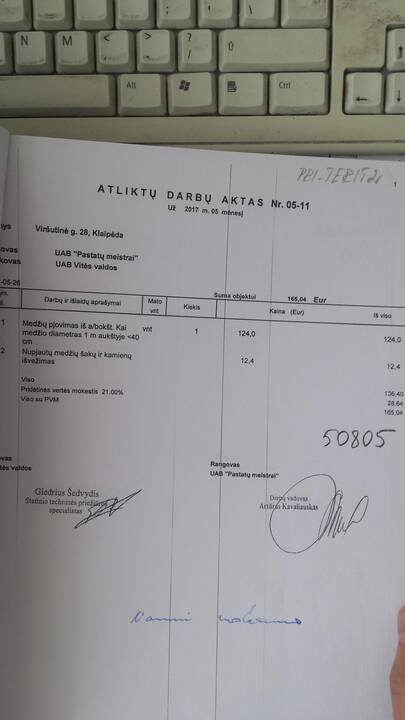 N M < , > . ? / ⇧
Alt Ctrl
1
ATLIKTŲ DARBŲ AKTAS Nr. 05-11
Už 2017 m. 05 mėnesį
Viršutinė g. 28, Klaipėda
UAB "Pastatų meistrai"
UAB Vitės valdos
-05-26
Suma objektui 165,04 Eur
Darbų ir išlaidų aprašymai Mato vnt Kiekis Kaina (Eur) Iš viso
1 Medžių pjovimas iš a/bokšt. Kai vnt 1 124,0 124,0
medžio diametras 1 m aukštyje <40
cm
2 Nupjautų medžių šakų ir kamienų 12,4 12,4
išvežimas
Viso 136,40
Pridėtinės vertės mokestis 21.00% 28,64
Viso su PVM 165,04
50805
Rangovas
UAB "Pastatų meistrai"
Giedrius Šedvydis
Statinio techninės priežiūros
specialistas
Darbų vadovas
Artūras Kavaliauskas